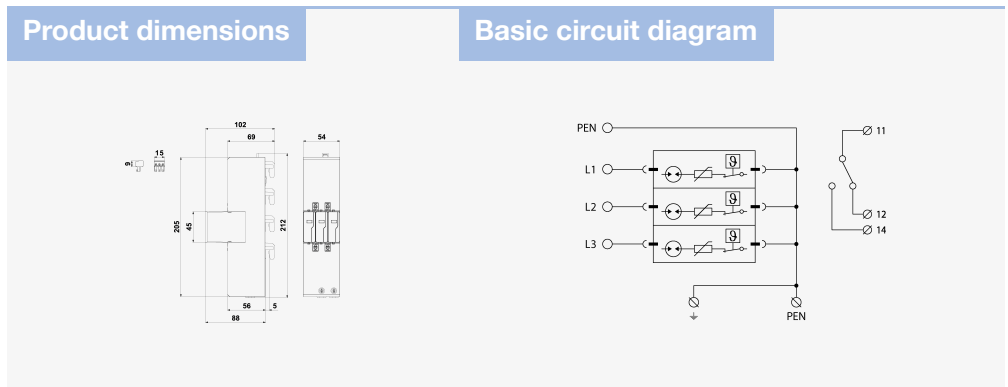 Product dimensions
Basic circuit diagram
102
69
54
9
15
205
45
212
56
5
88
PEN
L1
ϑ
L2
ϑ
L3
ϑ
11
12
14
PEN